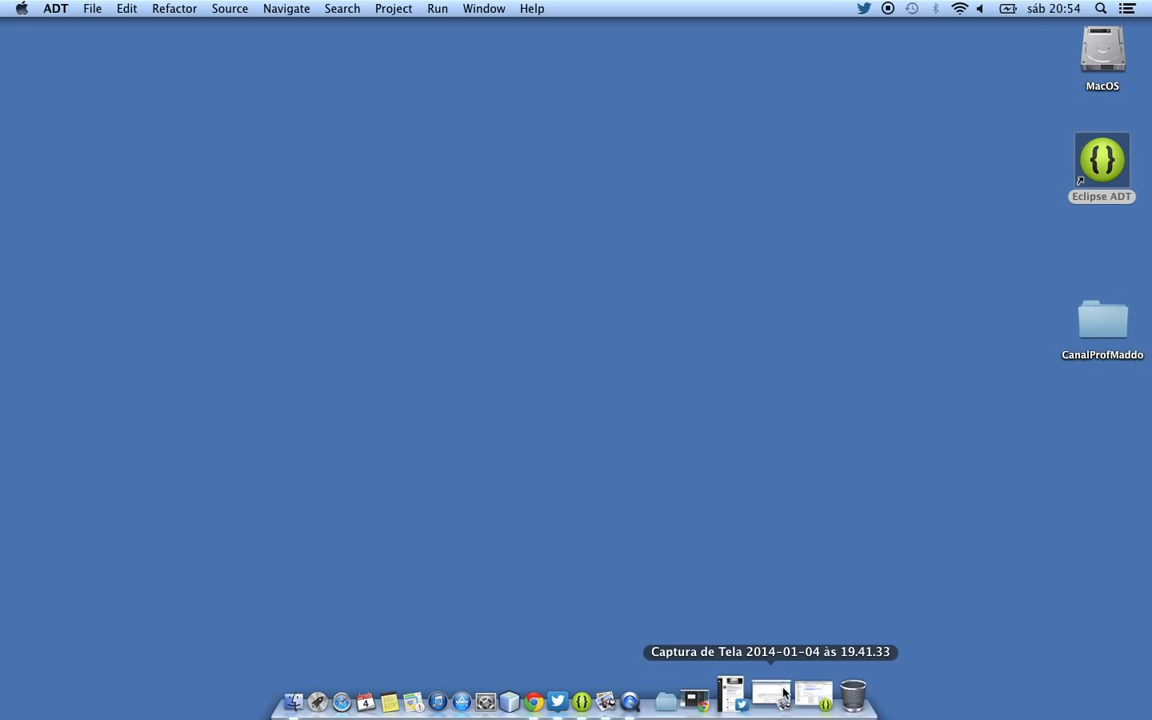 ADT File Edit Refactor Source Navigate Search Project Run Window Help sáb 20:54
MacOS
Eclipse ADT
CanalProfMaddo
Captura de Tela 2014-01-04 às 19.41.33
4